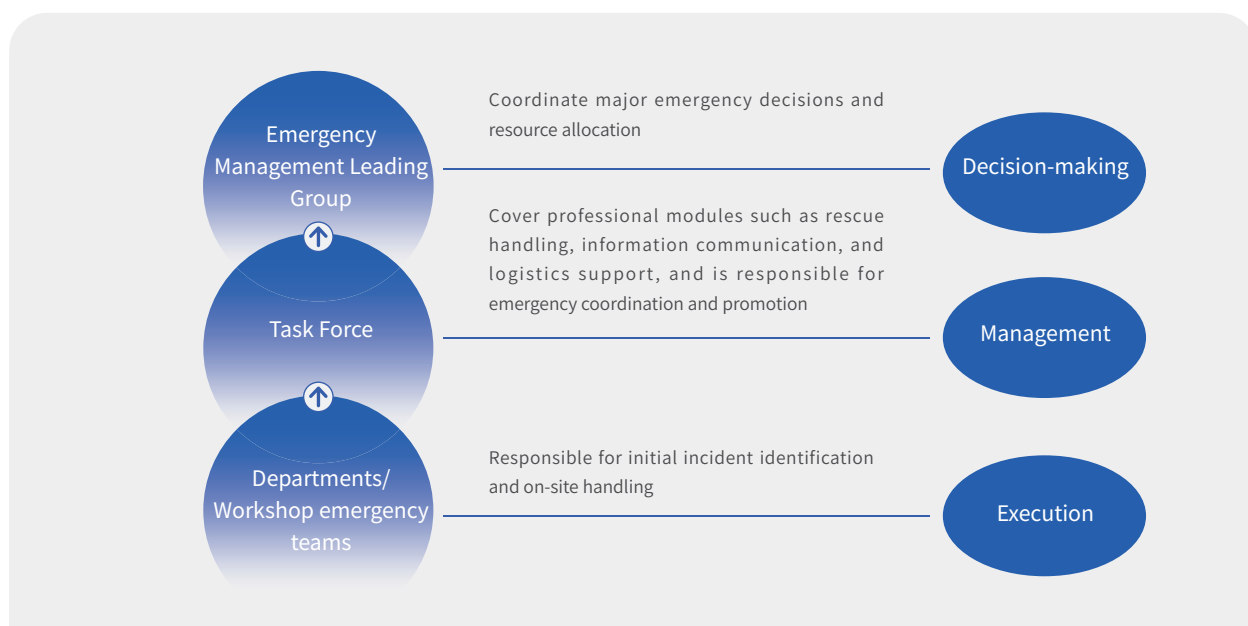 Emergency
Management Leading
Group
Coordinate major emergency decisions and
resource allocation
Decision-making
Task Force
Cover professional modules such as rescue
handling, information communication, and
logistics support, and is responsible for
emergency coordination and promotion
Management
Departments/
Workshop emergency
teams
Responsible for initial incident identification
and on-site handling
Execution